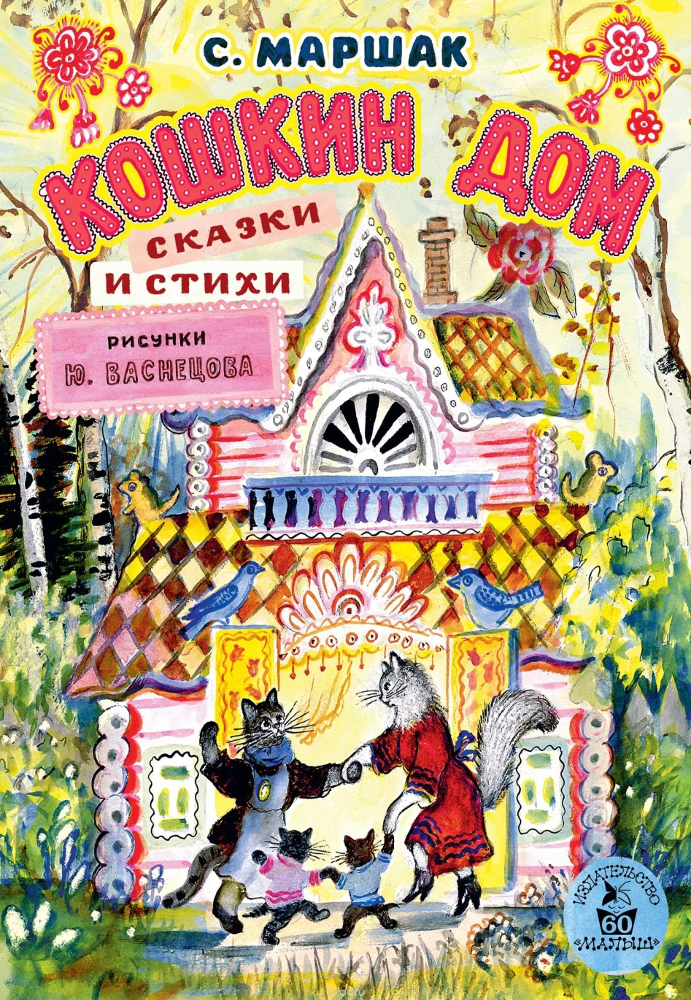 С. МАРШАК
КОШКИН ДОМ
СКАЗКИ
И СТИХИ
РИСУНКИ
Ю. ВАСНЕЦОВА
ИЗДАТЕЛЬСТВО
60
«МАЛЫШ»